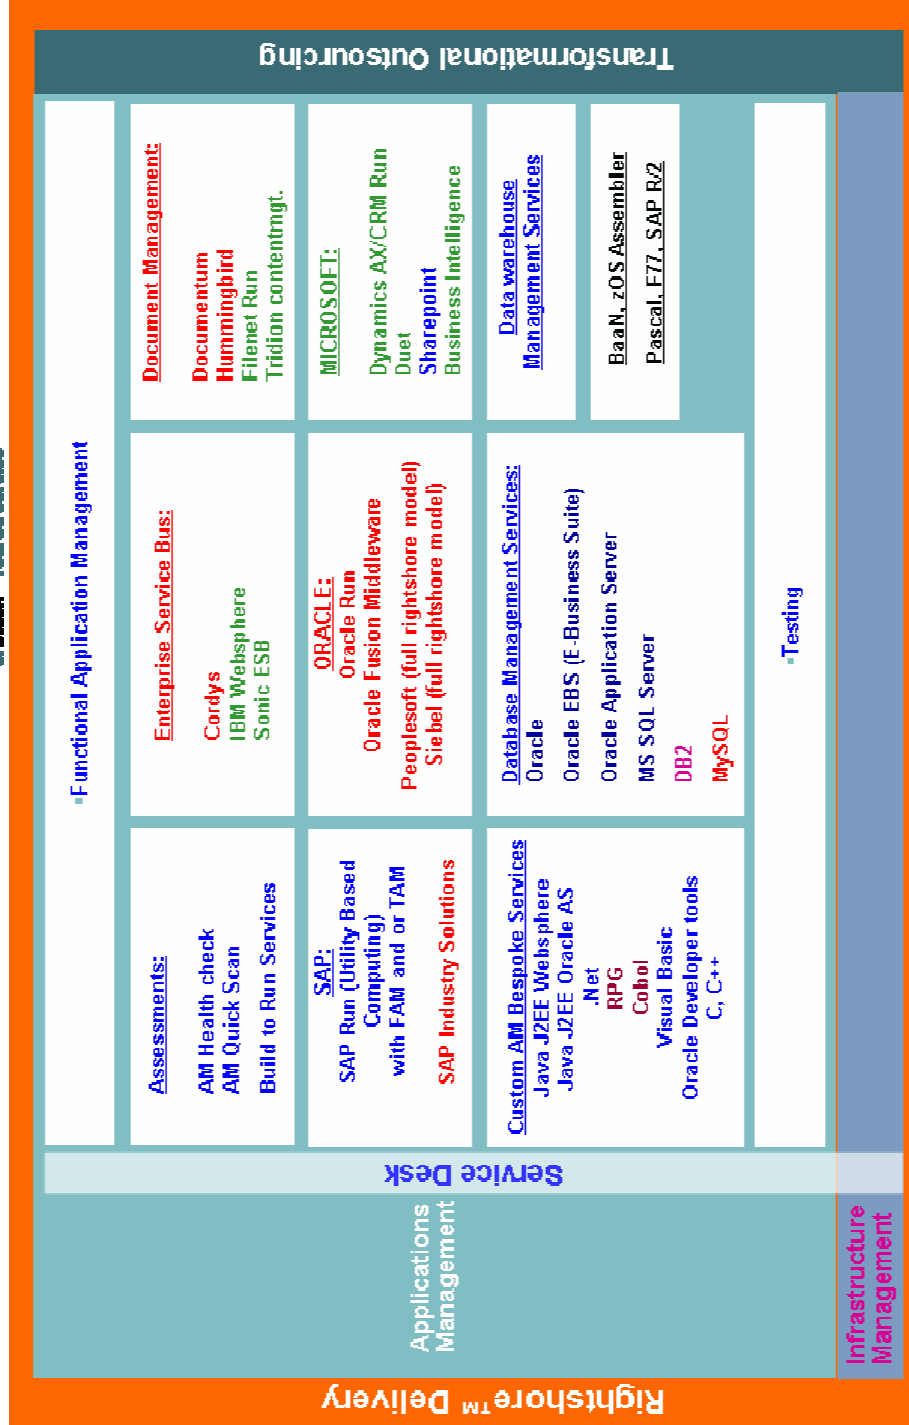 Rightshore™ Delivery
Applications
Management
Infrastructure
Management
Service Desk
Transformational Outsourcing
▪Functional Application Management
Assessments:
AM Health check
AM Quick Scan
Build to Run Services
Enterprise Service Bus:
Cordys
IBM Websphere
Sonic ESB
Document Management:
Documentum
Hummingbird
Filenet Run
Tridion contentmgt.
SAP:
SAP Run (Utility Based
Computing)
with FAM and or TAM
SAP Industry Solutions
ORACLE:
Oracle Run
Oracle Fusion Middleware
Peoplesoft (full rightshore model)
Siebel (full rightshore model)
MICROSOFT:
Dynamics AX/CRM Run
Duet
Sharepoint
Business Intelligence
Custom AM Bespoke Services
Java J2EE Websphere
Java J2EE Oracle AS
.Net
RPG
Cobol
Visual Basic
Oracle Developer tools
C, C++
Database Management Services:
Oracle
Oracle EBS (E-Business Suite)
Oracle Application Server
MS SQL Server
DB2
MySQL
Data warehouse
Management Services
BaaN, zOS Assembler
Pascal, F77, SAP R/2
▪Testing